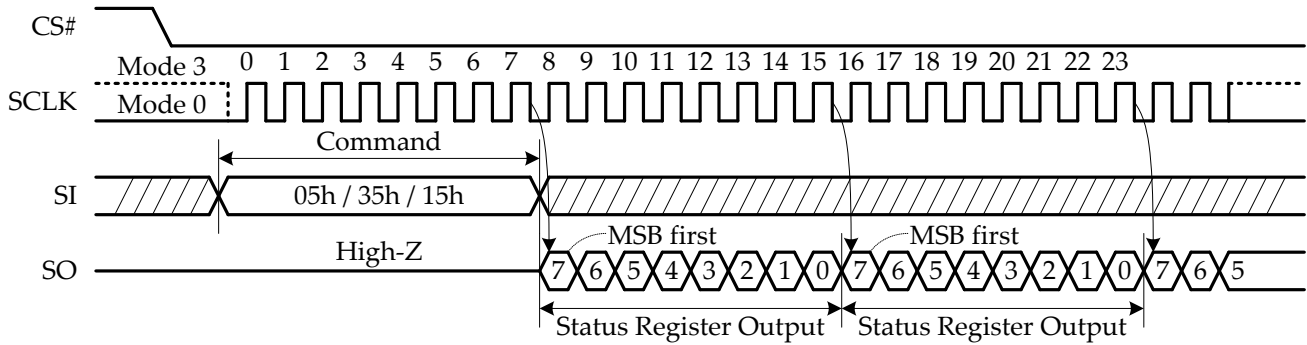 CS#
Mode 3 0 1 2 3 4 5 6 7 8 9 10 11 12 13 14 15 16 17 18 19 20 21 22 23
SCLK Mode 0
Command
SI 05h / 35h / 15h
High-Z MSB first MSB first
SO 7 6 5 4 3 2 1 0 7 6 5 4 3 2 1 0 7 6 5
Status Register Output Status Register Output